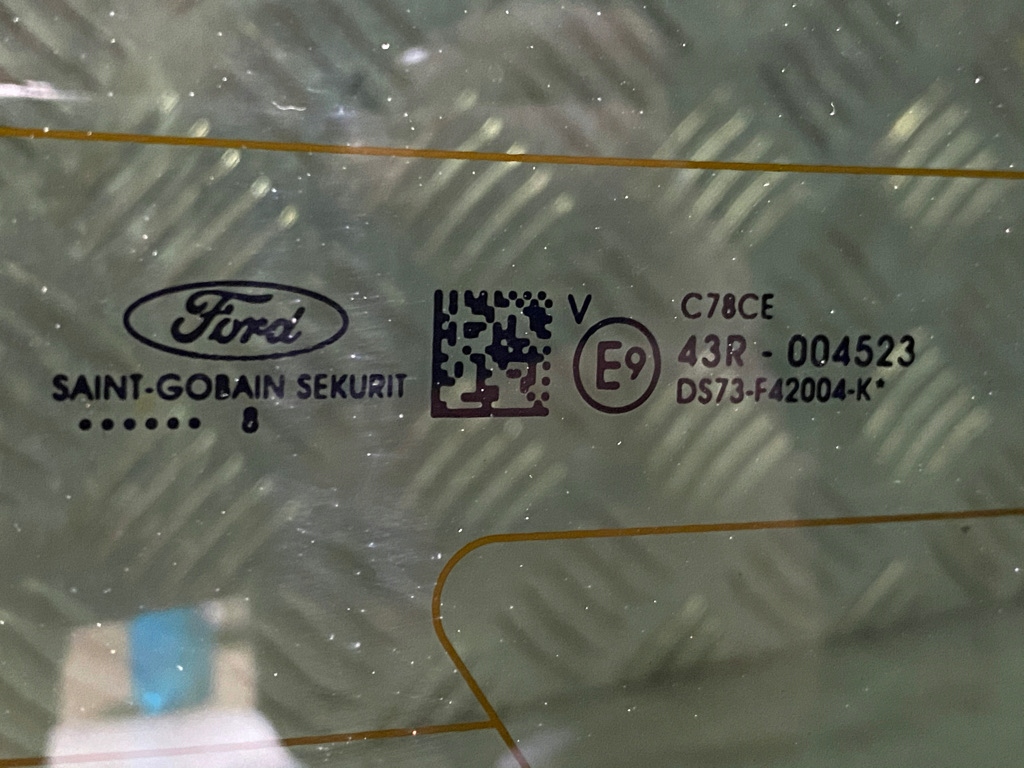 Ford
SAINT-GOBAIN SEKURIT
...... 8
V
E9
C78CE
43R - 004523
DS73-F42004-K*